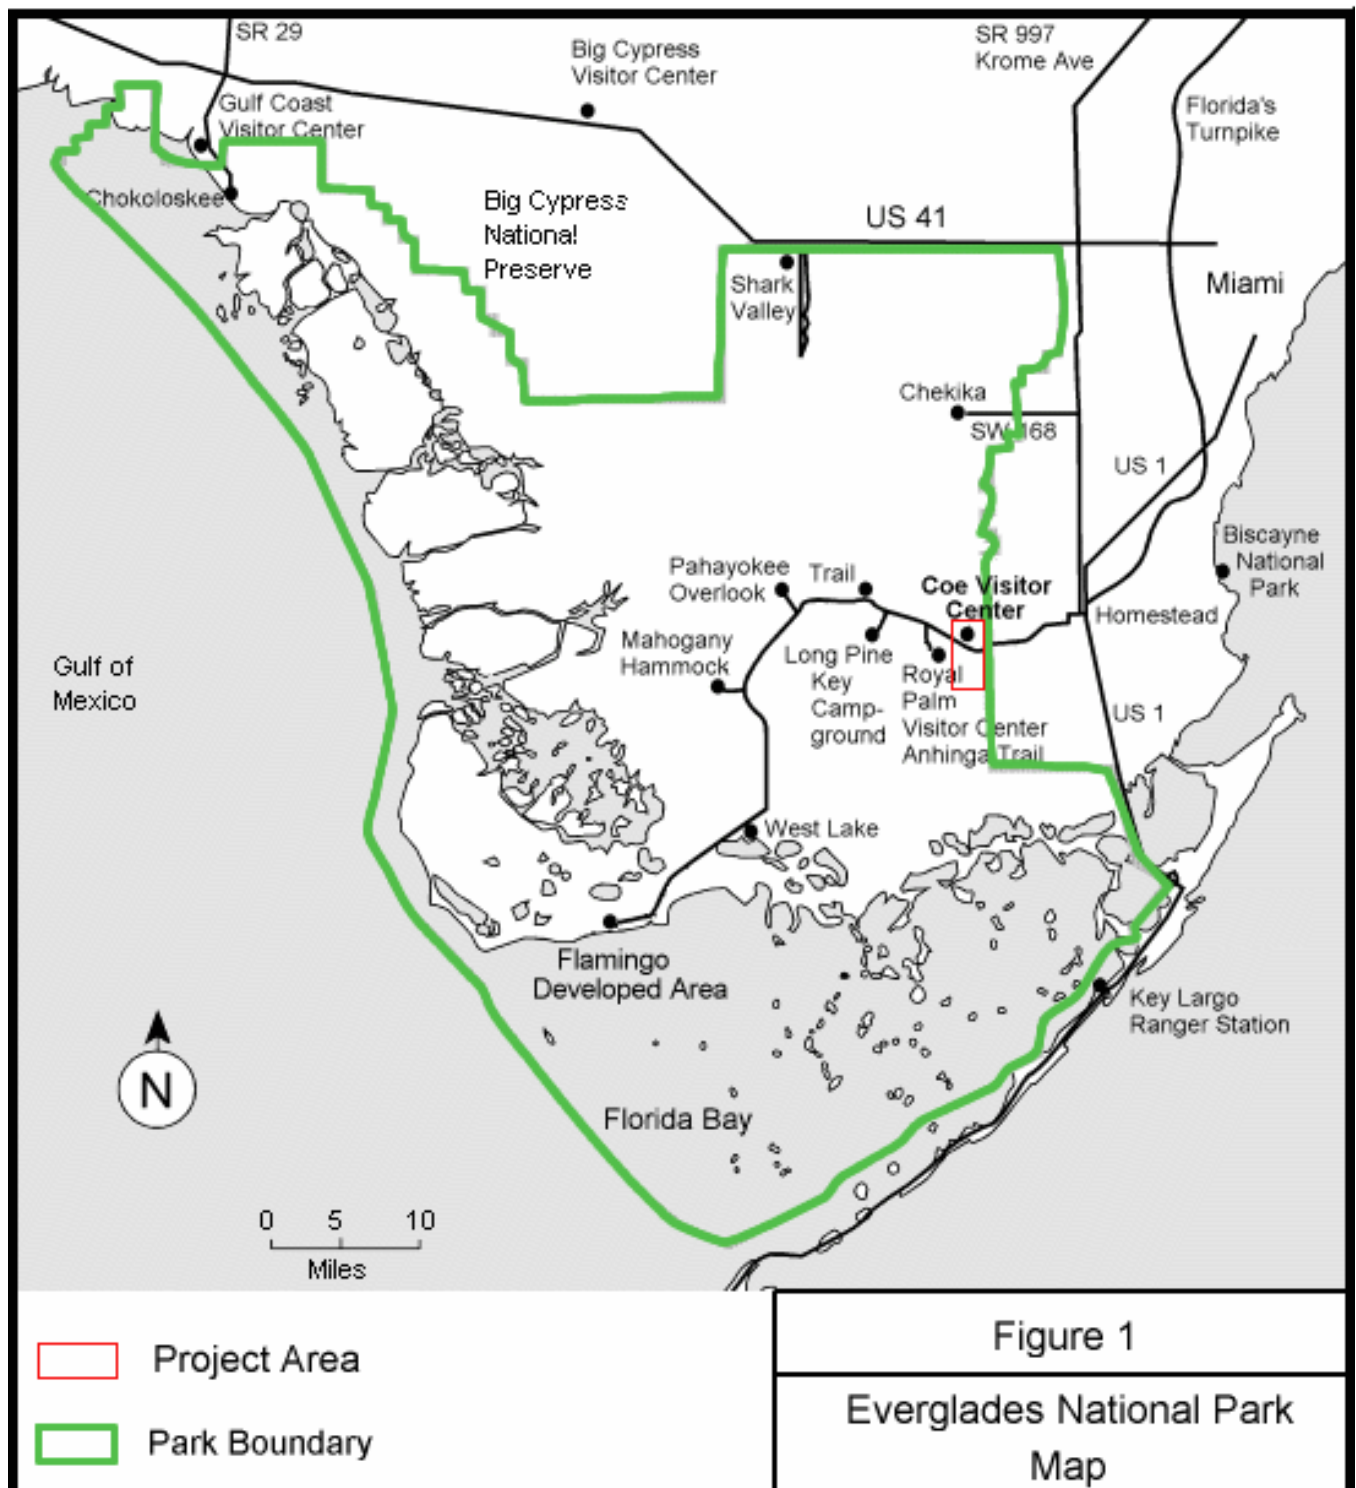 SR 29
Big Cypress
Visitor Center
SR 997
Krome Ave
Florida's
Turnpike
Gulf Coast
Visitor Center
Chokoloskee
Big Cypress
National
Preserve
US 41
Shark
Valley
Miami
Chekika
SW 168
US 1
Biscayne
National
Park
Pahayokee
Overlook
Trail
Coe Visitor
Center
Homestead
Mahogany
Hammock
Long Pine
Key
Camp-
ground
Royal
Palm
Visitor Center
Anhinga Trail
Gulf of
Mexico
US 1
West Lake
Flamingo
Developed Area
Key Largo
Ranger Station
N
Florida Bay
0 5 10
Miles
Project Area
Park Boundary
Figure 1
Everglades National Park
Map